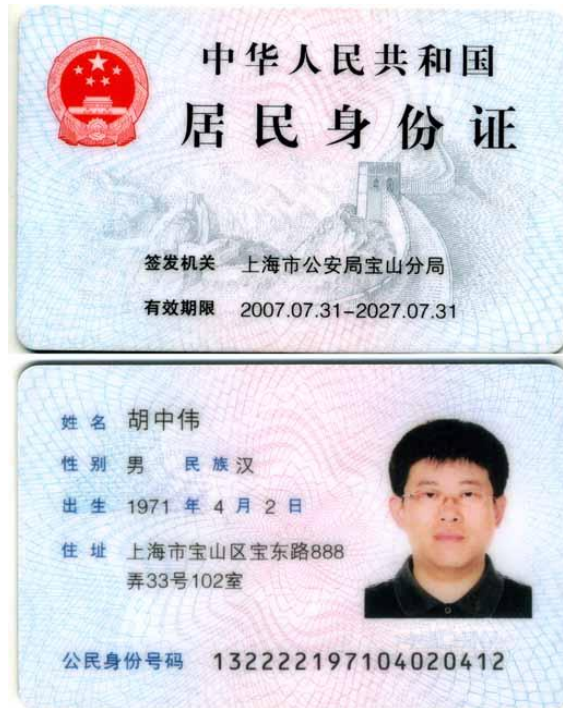 中华人民共和国
居民身份证
签发机关 上海市公安局宝山分局
有效期限 2007.07.31-2027.07.31
姓名 胡中伟
性别 男 民族 汉
出生 1971 年 4 月 2 日
住址 上海市宝山区宝东路888
弄33号102室
公民身份号码 132222197104020412